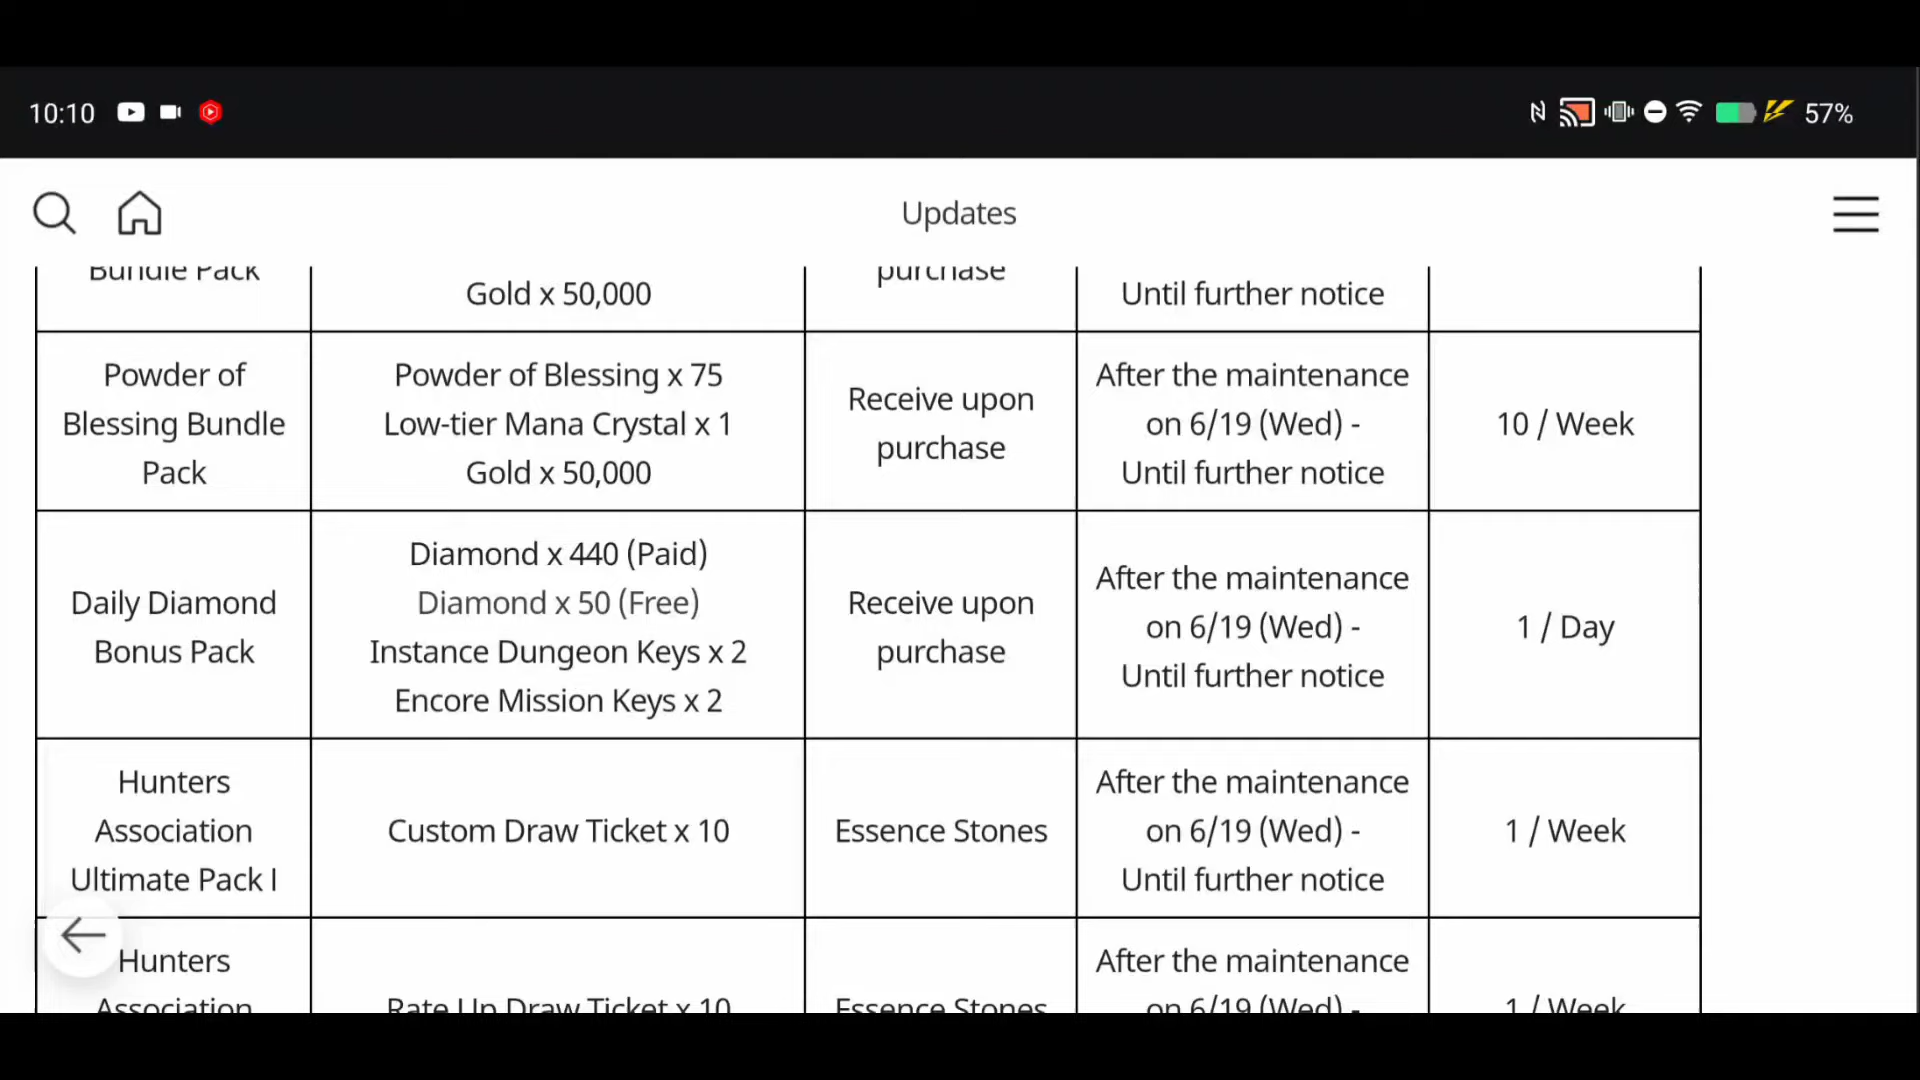 10:10
57%
Updates
Bundle Pack
Gold x 50,000
purchase
Until further notice
Powder of
Blessing Bundle
Pack
Powder of Blessing x 75
Low-tier Mana Crystal x 1
Gold x 50,000
Receive upon
purchase
After the maintenance
on 6/19 (Wed) -
Until further notice
10 / Week
Daily Diamond
Bonus Pack
Diamond x 440 (Paid)
Diamond x 50 (Free)
Instance Dungeon Keys x 2
Encore Mission Keys x 2
Receive upon
purchase
After the maintenance
on 6/19 (Wed) -
Until further notice
1 / Day
Hunters
Association
Ultimate Pack I
Custom Draw Ticket x 10
Essence Stones
After the maintenance
on 6/19 (Wed) -
Until further notice
1 / Week
Hunters
Association
Rate Up Draw Ticket x 10
Essence Stones
After the maintenance
on 6/19 (Wed) -
1 / Week